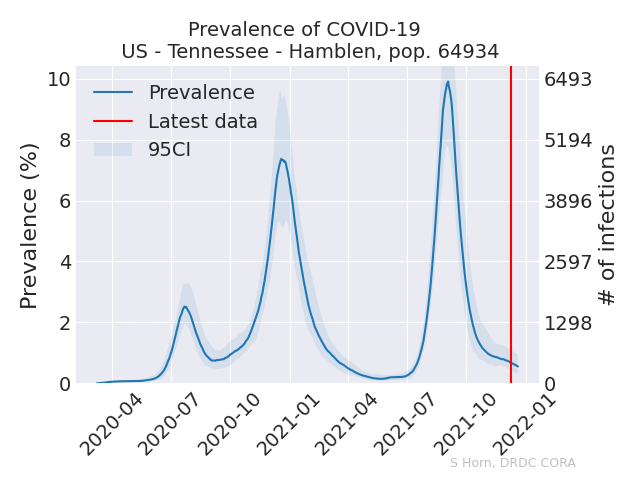 Prevalence of COVID-19
US - Tennessee - Hamblen, pop. 64934
Prevalence
Latest data
95CI
Prevalence (%)
10
8
6
4
2
0
6493
5194
3896
2597
1298
0
# of infections
2020-04
2020-07
2020-10
2021-01
2021-04
2021-07
2021-10
2022-01
S Horn, DRDC CORA